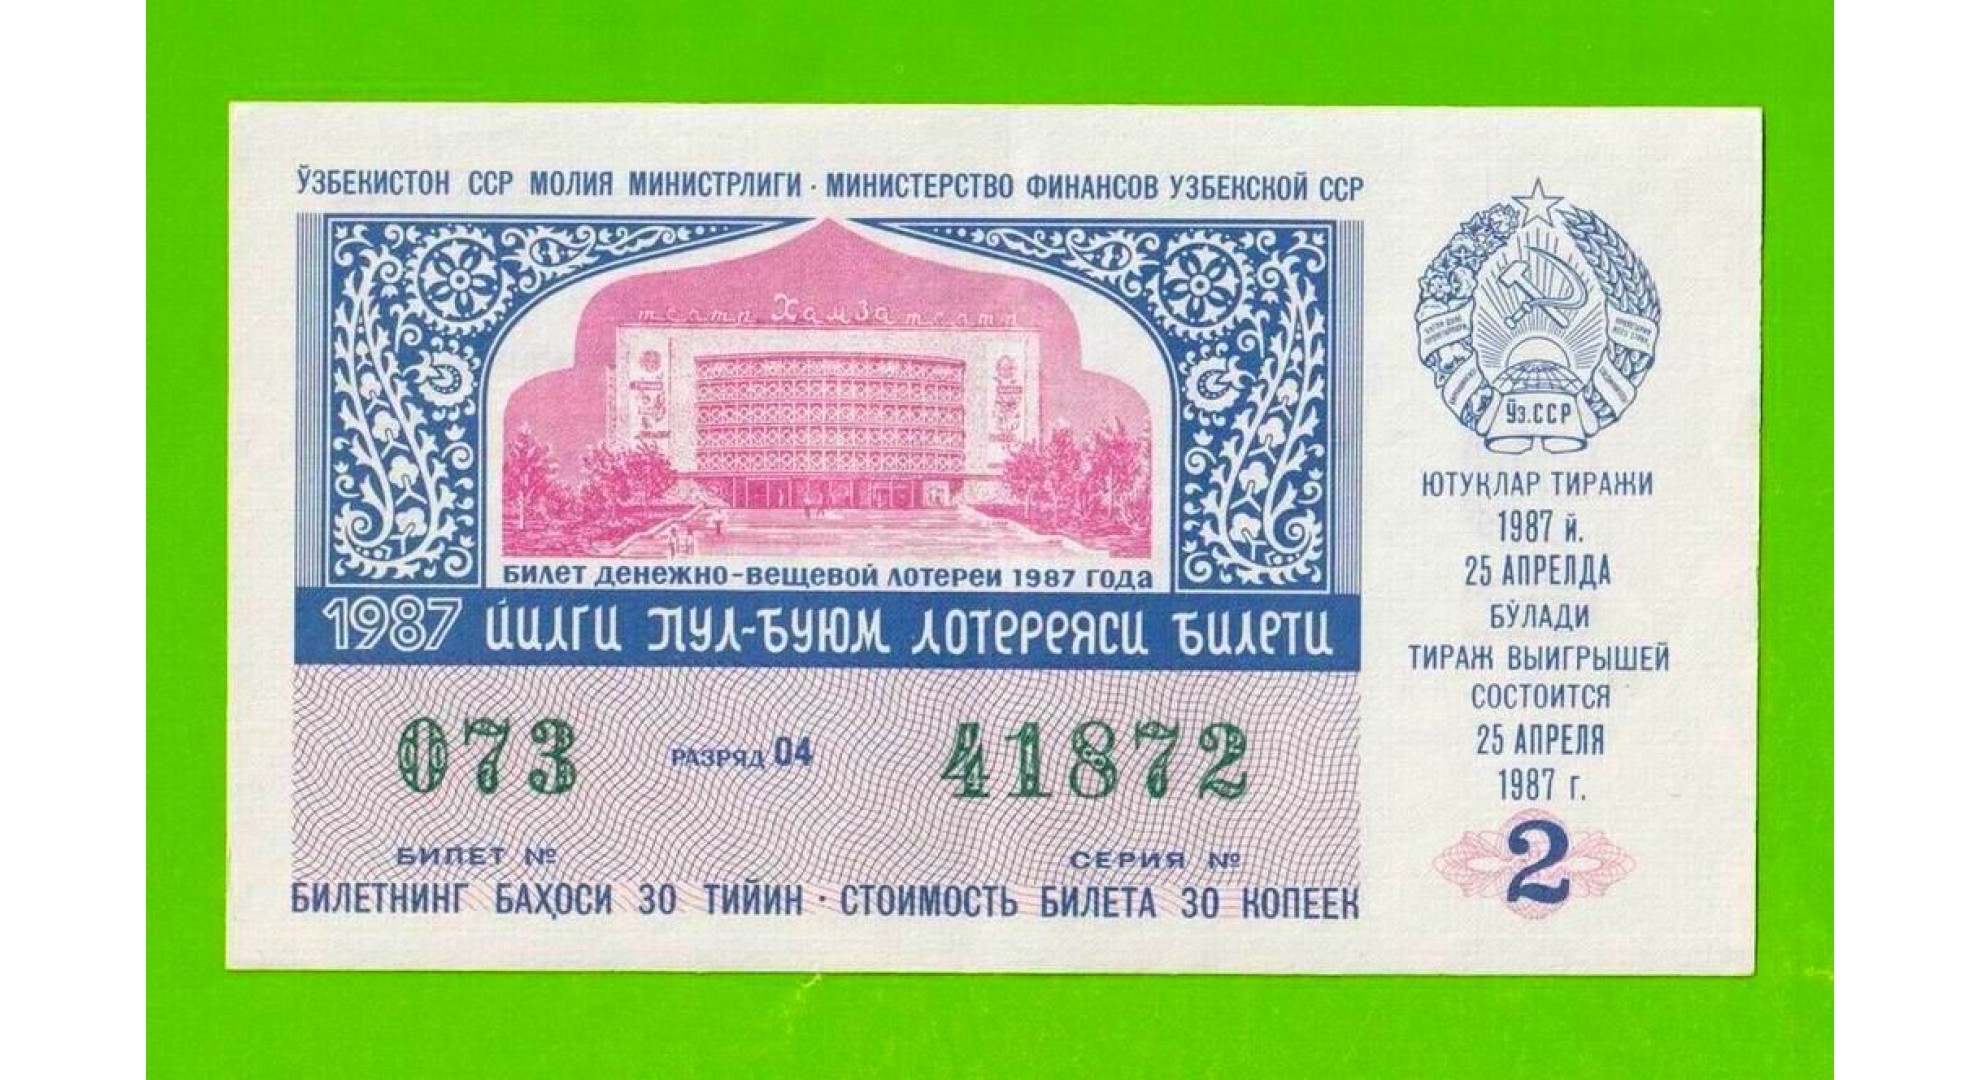 ЎЗБЕКИСТОН ССР МОЛИЯ МИНИСТРЛИГИ · МИНИСТЕРСТВО ФИНАНСОВ УЗБЕКСКОЙ ССР
театр Хамза театр
БИЛЕТ ДЕНЕЖНО-ВЕЩЕВОЙ ЛОТЕРЕИ 1987 ГОДА
1987 ЙИЛГИ ПУЛ-БУЮМ ЛОТЕРЕЯСИ БИЛЕТИ
073 РАЗРЯД 04 41872
БИЛЕТ № СЕРИЯ №
БИЛЕТНИНГ БАҲОСИ 30 ТИЙИН · СТОИМОСТЬ БИЛЕТА 30 КОПЕЕК
Ўз.ССР
ЮТУҚЛАР ТИРАЖИ
1987 й.
25 АПРЕЛДА
БЎЛАДИ
ТИРАЖ ВЫИГРЫШЕЙ
СОСТОИТСЯ
25 АПРЕЛЯ
1987 г.
2